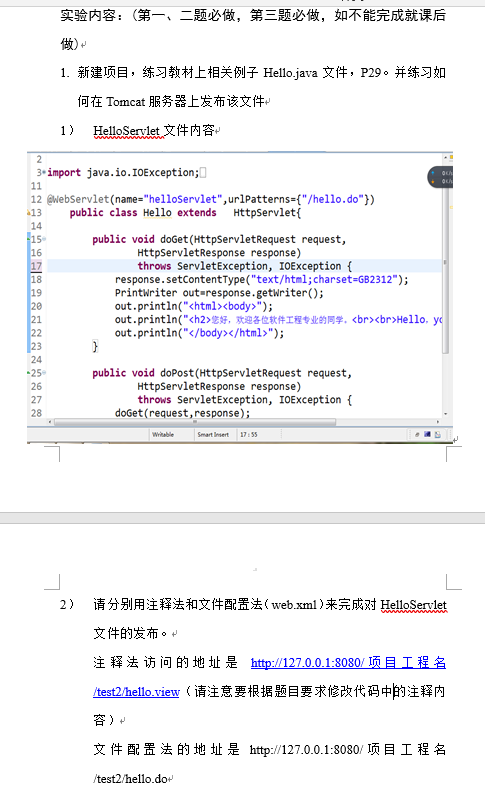 实验内容：(第一、二题必做，第三题必做，如不能完成就课后
做)
1. 新建项目，练习教材上相关例子 Hello.java 文件，P29。并练习如
何在 Tomcat 服务器上发布该文件
1） HelloServlet 文件内容
2
3 import java.io.IOException;
11
12 @WebServlet(name="helloServlet",urlPatterns={"/hello.do"})
13 public class Hello extends HttpServlet{
14
15 public void doGet(HttpServletRequest request,
16 HttpServletResponse response)
17 throws ServletException, IOException {
18 response.setContentType("text/html;charset=GB2312");
19 PrintWriter out=response.getWriter();
20 out.println("<html><body>");
21 out.println("<h2>您好，欢迎各位软件工程专业的同学。<br><br>Hello, yo
22 out.println("</body></html>");
23 }
24
25 public void doPost(HttpServletRequest request,
26 HttpServletResponse response)
27 throws ServletException, IOException {
28 doGet(request,response);
Writable Smart Insert 17 : 55
2） 请分别用注释法和文件配置法（web.xml）来完成对 HelloServlet
文件的发布。
注释法访问的地址是 http://127.0.0.1:8080/项目工程名
/test2/hello.view（请注意要根据题目要求修改代码中的注释内
容）
文件配置法的地址是 http://127.0.0.1:8080/项目工程名
/test2/hello.do